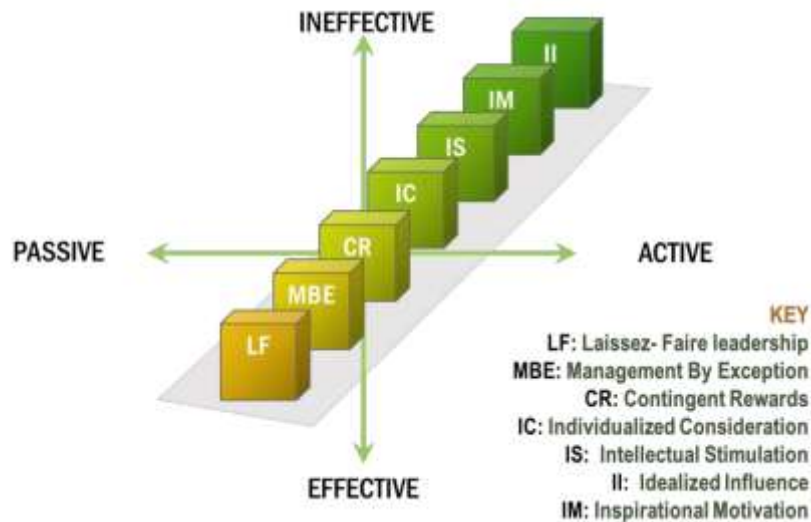 INEFFECTIVE
II
IM
IS
IC
PASSIVE
CR
ACTIVE
MBE
LF
KEY
LF: Laissez- Faire leadership
MBE: Management By Exception
CR: Contingent Rewards
IC: Individualized Consideration
IS: Intellectual Stimulation
II: Idealized Influence
IM: Inspirational Motivation
EFFECTIVE